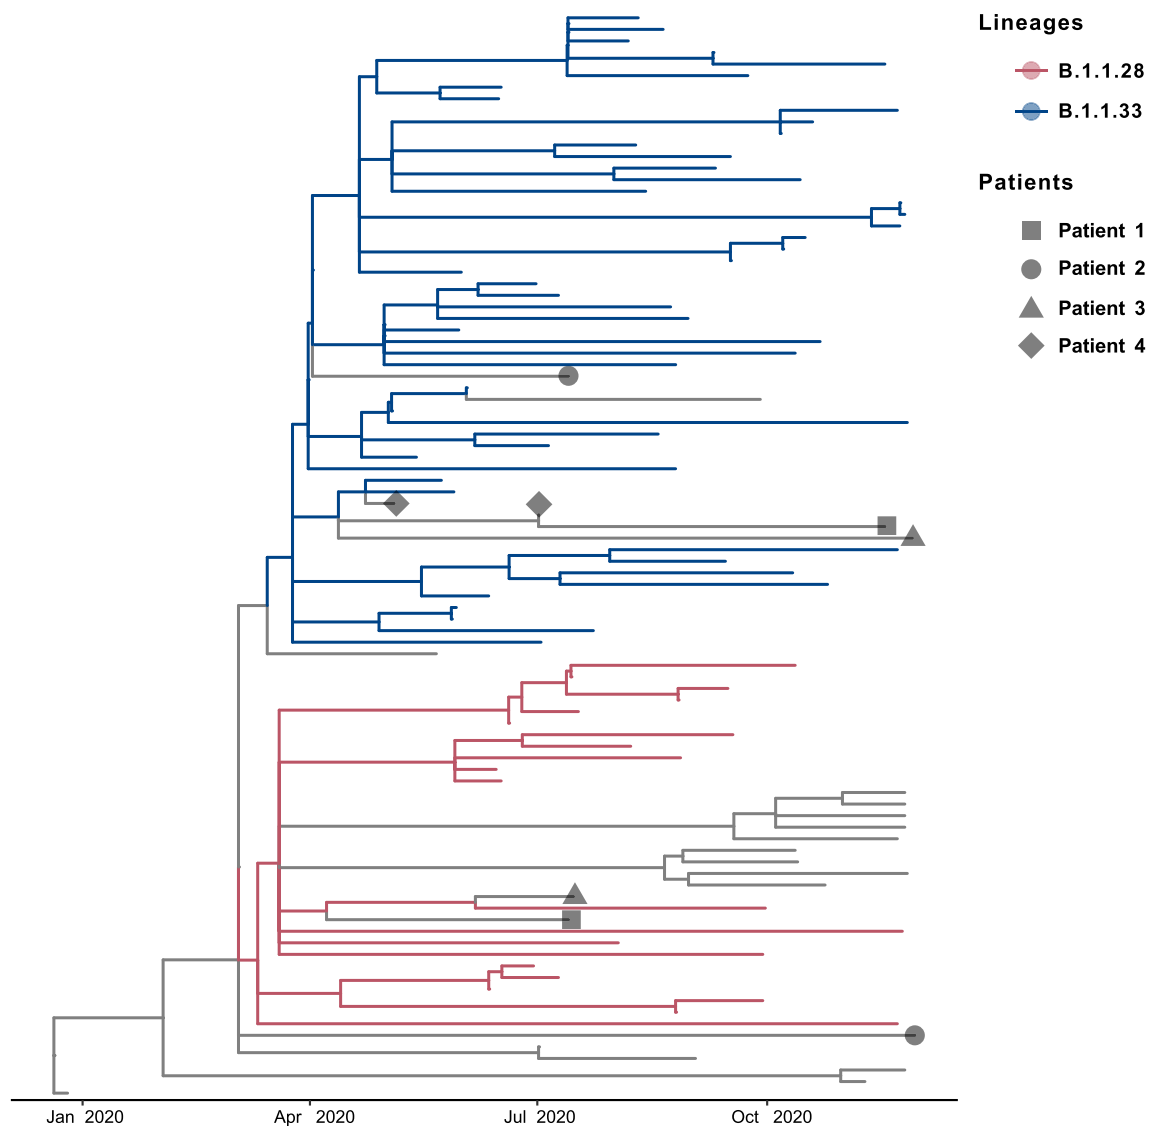 Lineages
B.1.1.28
B.1.1.33
Patients
Patient 1
Patient 2
Patient 3
Patient 4
Jan 2020 Apr 2020 Jul 2020 Oct 2020